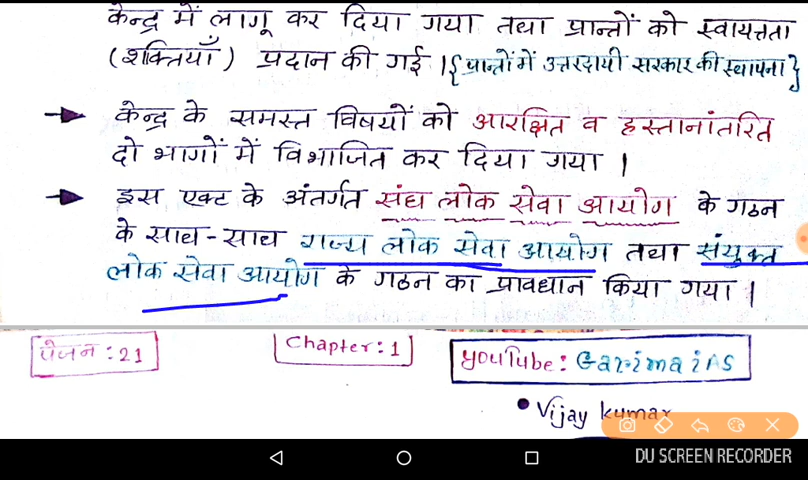 केन्द्र में लागू कर दिया गया तथा प्रान्तों को स्वायत्तता
(शक्तियाँ) प्रदान की गई। {प्रान्तों में उत्तरदायी सरकार की स्थापना}
→ केन्द्र के समस्त विषयों को आरक्षित व हस्तानांतरित
दो भागों में विभाजित कर दिया गया।
→ इस एक्ट के अंतर्गत संघ लोक सेवा आयोग के गठन
के साथ-साथ राज्य लोक सेवा आयोग तथा संयुक्त
लोक सेवा आयोग के गठन का प्रावधान किया गया।
पेज न : 21
Chapter : 1
YouTube : Garima iAS
• Vijay kumar
DU SCREEN RECORDER